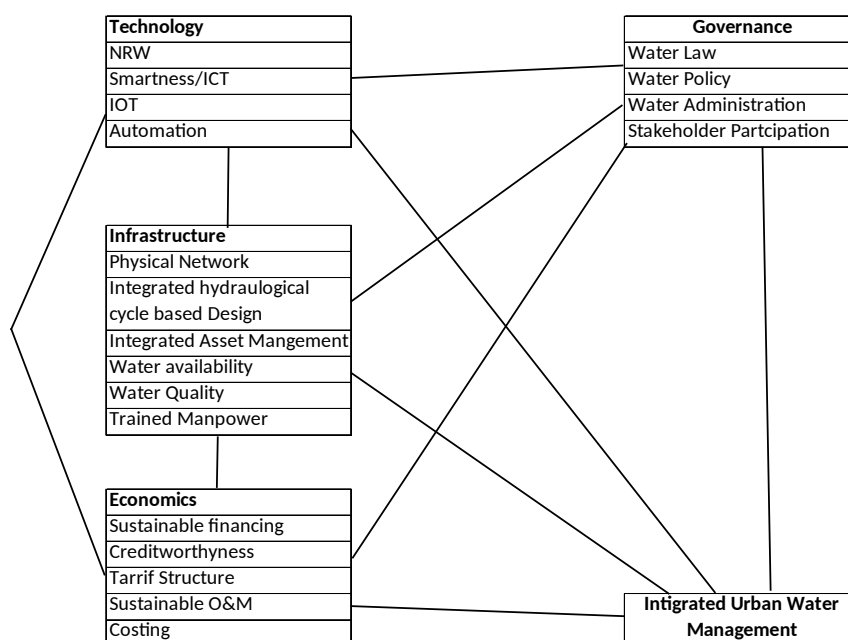 Technology
NRW
Smartness/ICT
IOT
Automation
Governance
Water Law
Water Policy
Water Administration
Stakeholder Partcipation
Infrastructure
Physical Network
Integrated hydraulogical
cycle based Design
Integrated Asset Mangement
Water availability
Water Quality
Trained Manpower
Economics
Sustainable financing
Creditworthyness
Tarrif Structure
Sustainable O&M
Costing
Intigrated Urban Water
Management